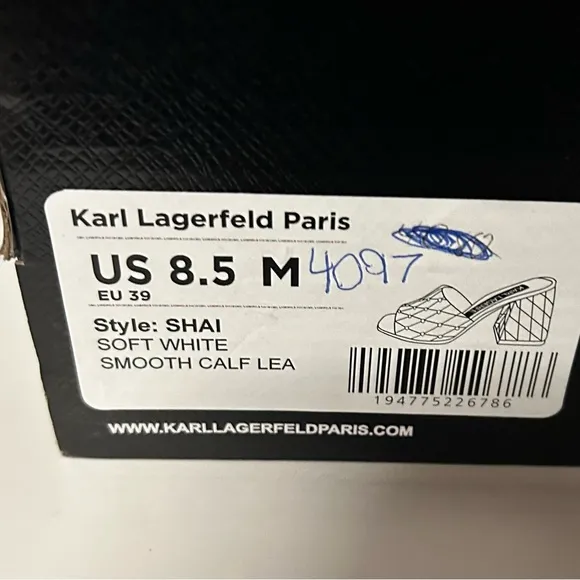 Karl Lagerfeld Paris
US 8.5 M 4097
EU 39
Style: SHAI
SOFT WHITE
SMOOTH CALF LEA
194775226786
WWW.KARLLAGERFELDPARIS.COM